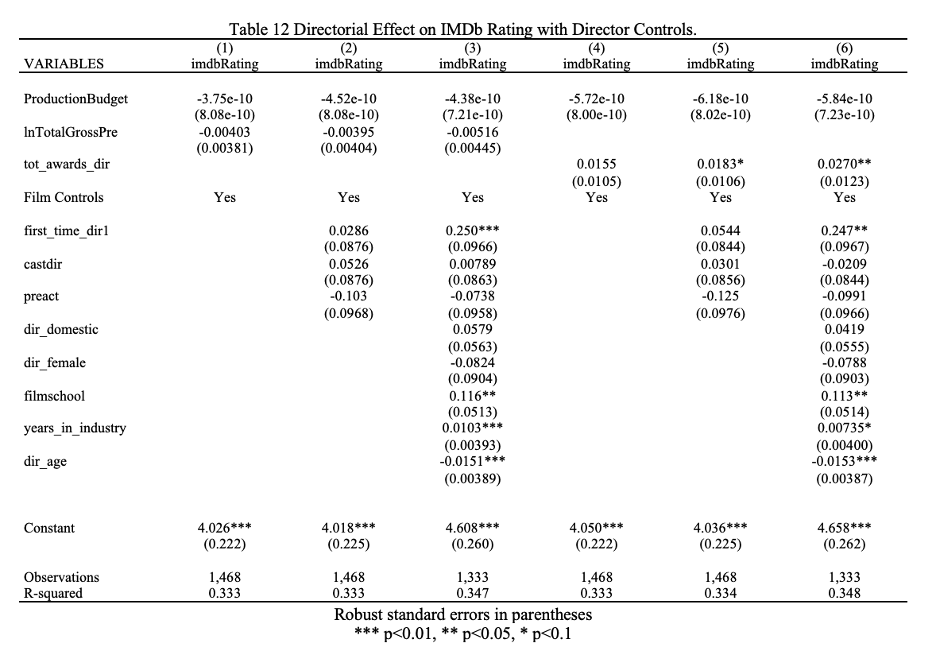 Table 12 Directorial Effect on IMDb Rating with Director Controls.
(1) (2) (3) (4) (5) (6)
VARIABLES imdbRating imdbRating imdbRating imdbRating imdbRating imdbRating
ProductionBudget -3.75e-10 -4.52e-10 -4.38e-10 -5.72e-10 -6.18e-10 -5.84e-10
(8.08e-10) (8.08e-10) (7.21e-10) (8.00e-10) (8.02e-10) (7.23e-10)
lnTotalGrossPre -0.00403 -0.00395 -0.00516
(0.00381) (0.00404) (0.00445)
tot_awards_dir 0.0155 0.0183* 0.0270**
(0.0105) (0.0106) (0.0123)
Film Controls Yes Yes Yes Yes Yes Yes
first_time_dir1 0.0286 0.250*** 0.0544 0.247**
(0.0876) (0.0966) (0.0844) (0.0967)
castdir 0.0526 0.00789 0.0301 -0.0209
(0.0876) (0.0863) (0.0856) (0.0844)
preact -0.103 -0.0738 -0.125 -0.0991
(0.0968) (0.0958) (0.0976) (0.0966)
dir_domestic 0.0579 0.0419
(0.0563) (0.0555)
dir_female -0.0824 -0.0788
(0.0904) (0.0903)
filmschool 0.116** 0.113**
(0.0513) (0.0514)
years_in_industry 0.0103*** 0.00735*
(0.00393) (0.00400)
dir_age -0.0151*** -0.0153***
(0.00389) (0.00387)
Constant 4.026*** 4.018*** 4.608*** 4.050*** 4.036*** 4.658***
(0.222) (0.225) (0.260) (0.222) (0.225) (0.262)
Observations 1,468 1,468 1,333 1,468 1,468 1,333
R-squared 0.333 0.333 0.347 0.333 0.334 0.348
Robust standard errors in parentheses
*** p<0.01, ** p<0.05, * p<0.1